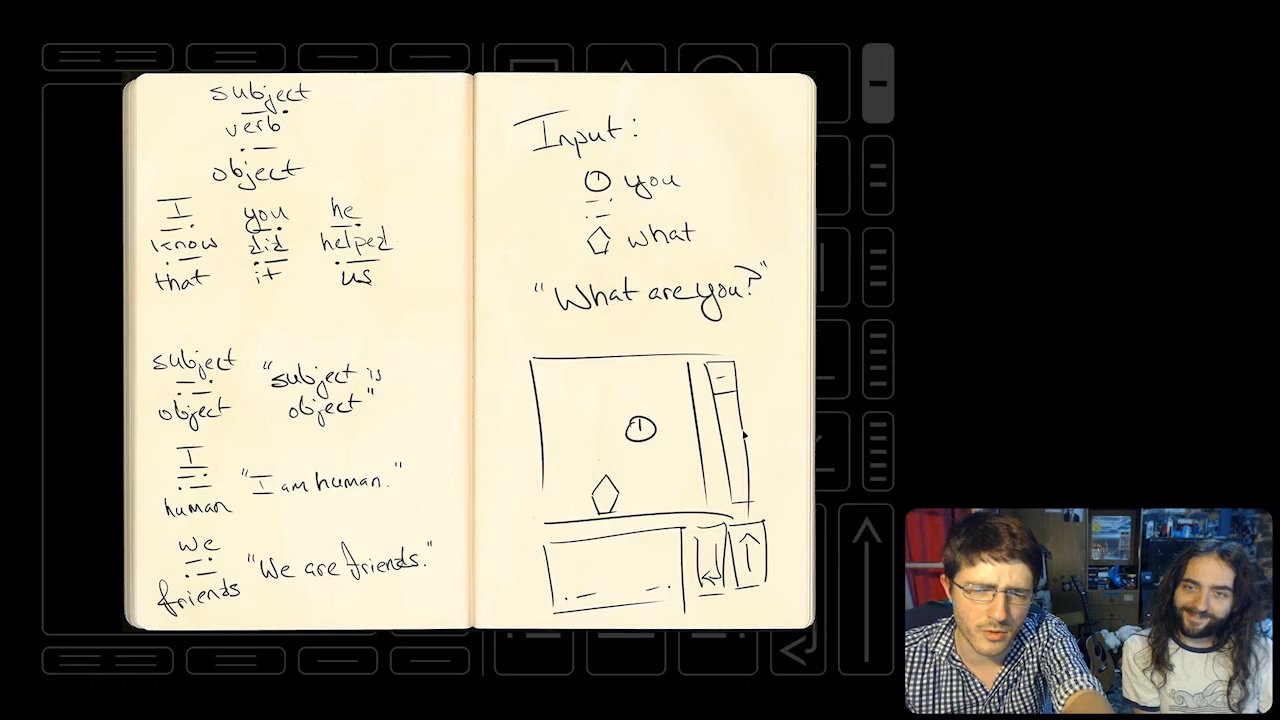 subject
verb
object
I you he
know did helped
that it us
subject "subject is
object object"
I
human "I am human."
we
friends "We are friends."
Input:
you
what
"What are you?"